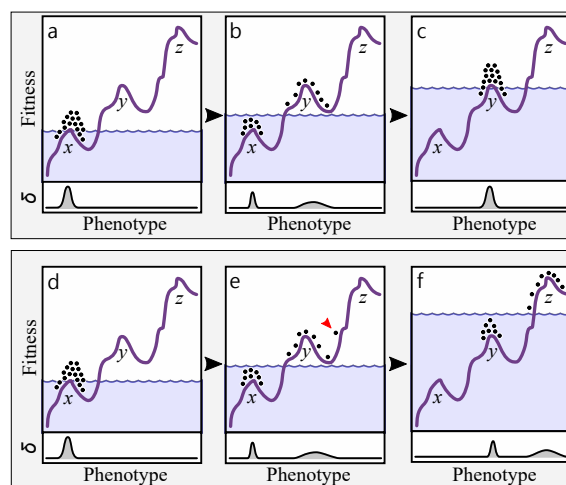 a
b
c
z
z
z
y
y
y
x
x
x
Fitness
δ
Phenotype
Phenotype
Phenotype
d
e
f
z
z
z
y
y
y
x
x
x
Fitness
δ
Phenotype
Phenotype
Phenotype